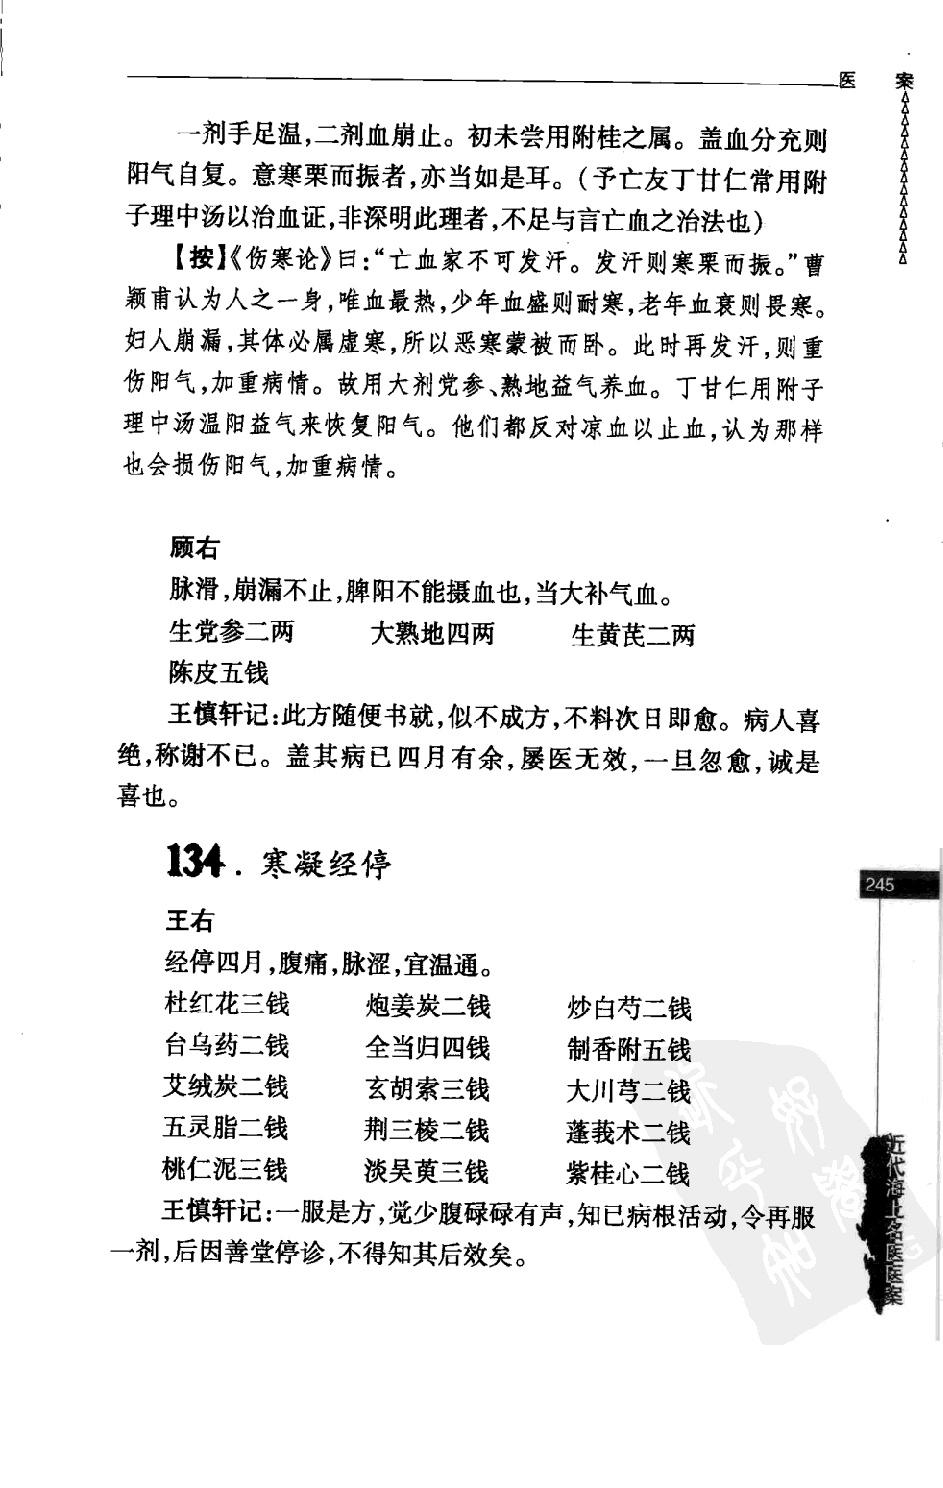 医 案
一剂手足温,二剂血崩止。初未尝用附桂之属。盖血分充则
阳气自复。意寒栗而振者,亦当如是耳。(予亡友丁甘仁常用附
子理中汤以治血证,非深明此理者,不足与言亡血之治法也)
【按】《伤寒论》曰:“亡血家不可发汗。发汗则寒栗而振。”曹
颖甫认为人之一身,唯血最热,少年血盛则耐寒,老年血衰则畏寒。
妇人崩漏,其体必属虚寒,所以恶寒蒙被而卧。此时再发汗,则重
伤阳气,加重病情。故用大剂党参、熟地益气养血。丁甘仁用附子
理中汤温阳益气来恢复阳气。他们都反对凉血以止血,认为那样
也会损伤阳气,加重病情。
顾右
脉滑,崩漏不止,脾阳不能摄血也,当大补气血。
生党参二两 大熟地四两 生黄芪二两
陈皮五钱
王慎轩记:此方随便书就,似不成方,不料次日即愈。病人喜
绝,称谢不已。盖其病已四月有余,屡医无效,一旦忽愈,诚是
喜也。
134. 寒凝经停
王右
经停四月,腹痛,脉涩,宜温通。
杜红花三钱 炮姜炭二钱 炒白芍二钱
台乌药二钱 全当归四钱 制香附五钱
艾绒炭二钱 玄胡索三钱 大川芎二钱
五灵脂二钱 荆三棱二钱 蓬莪术二钱
桃仁泥三钱 淡吴萸三钱 紫桂心二钱
王慎轩记:一服是方,觉少腹碌碌有声,知已病根活动,令再服
一剂,后因善堂停诊,不得知其后效矣。
245
近代海上名医医案